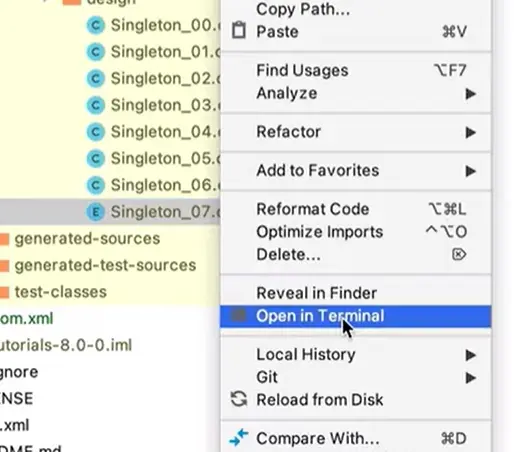 design
Singleton_00.c
Singleton_01.c
Singleton_02.c
Singleton_03.c
Singleton_04.c
Singleton_05.c
Singleton_06.c
Singleton_07.c
generated-sources
generated-test-sources
test-classes
om.xml
utorials-8.0-0.iml
gnore
ENSE
.xml
DME.md
Copy Path...
Paste ⌘V
Find Usages ⌥F7
Analyze
Refactor
Add to Favorites
Reformat Code ⌥⌘L
Optimize Imports ^⌥O
Delete... ⌦
Reveal in Finder
Open in Terminal
Local History
Git
Reload from Disk
Compare With... ⌘D